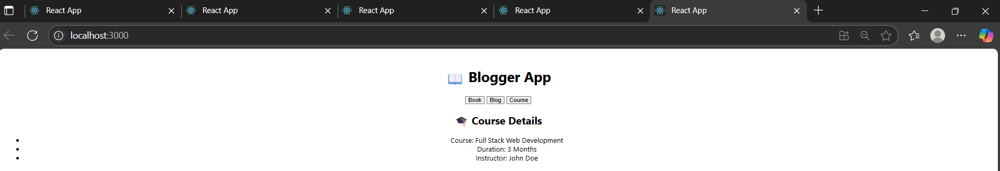 React App
React App
React App
React App
React App
localhost:3000
Blogger App
Book Blog Course
Course Details
Course: Full Stack Web Development
Duration: 3 Months
Instructor: John Doe